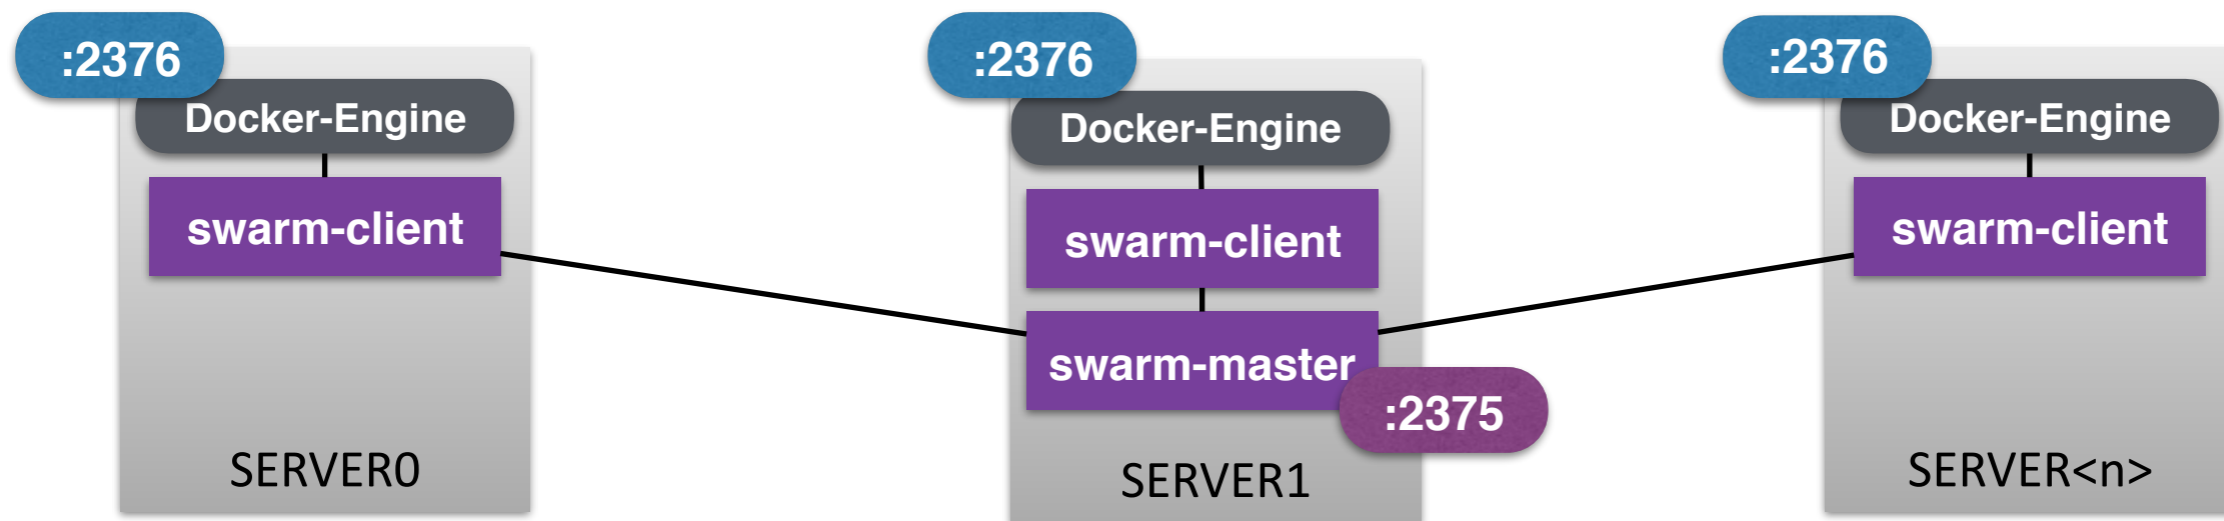 :2376
Docker-Engine
swarm-client
SERVER0
:2376
Docker-Engine
swarm-client
swarm-master
:2375
SERVER1
:2376
Docker-Engine
swarm-client
SERVER<n>